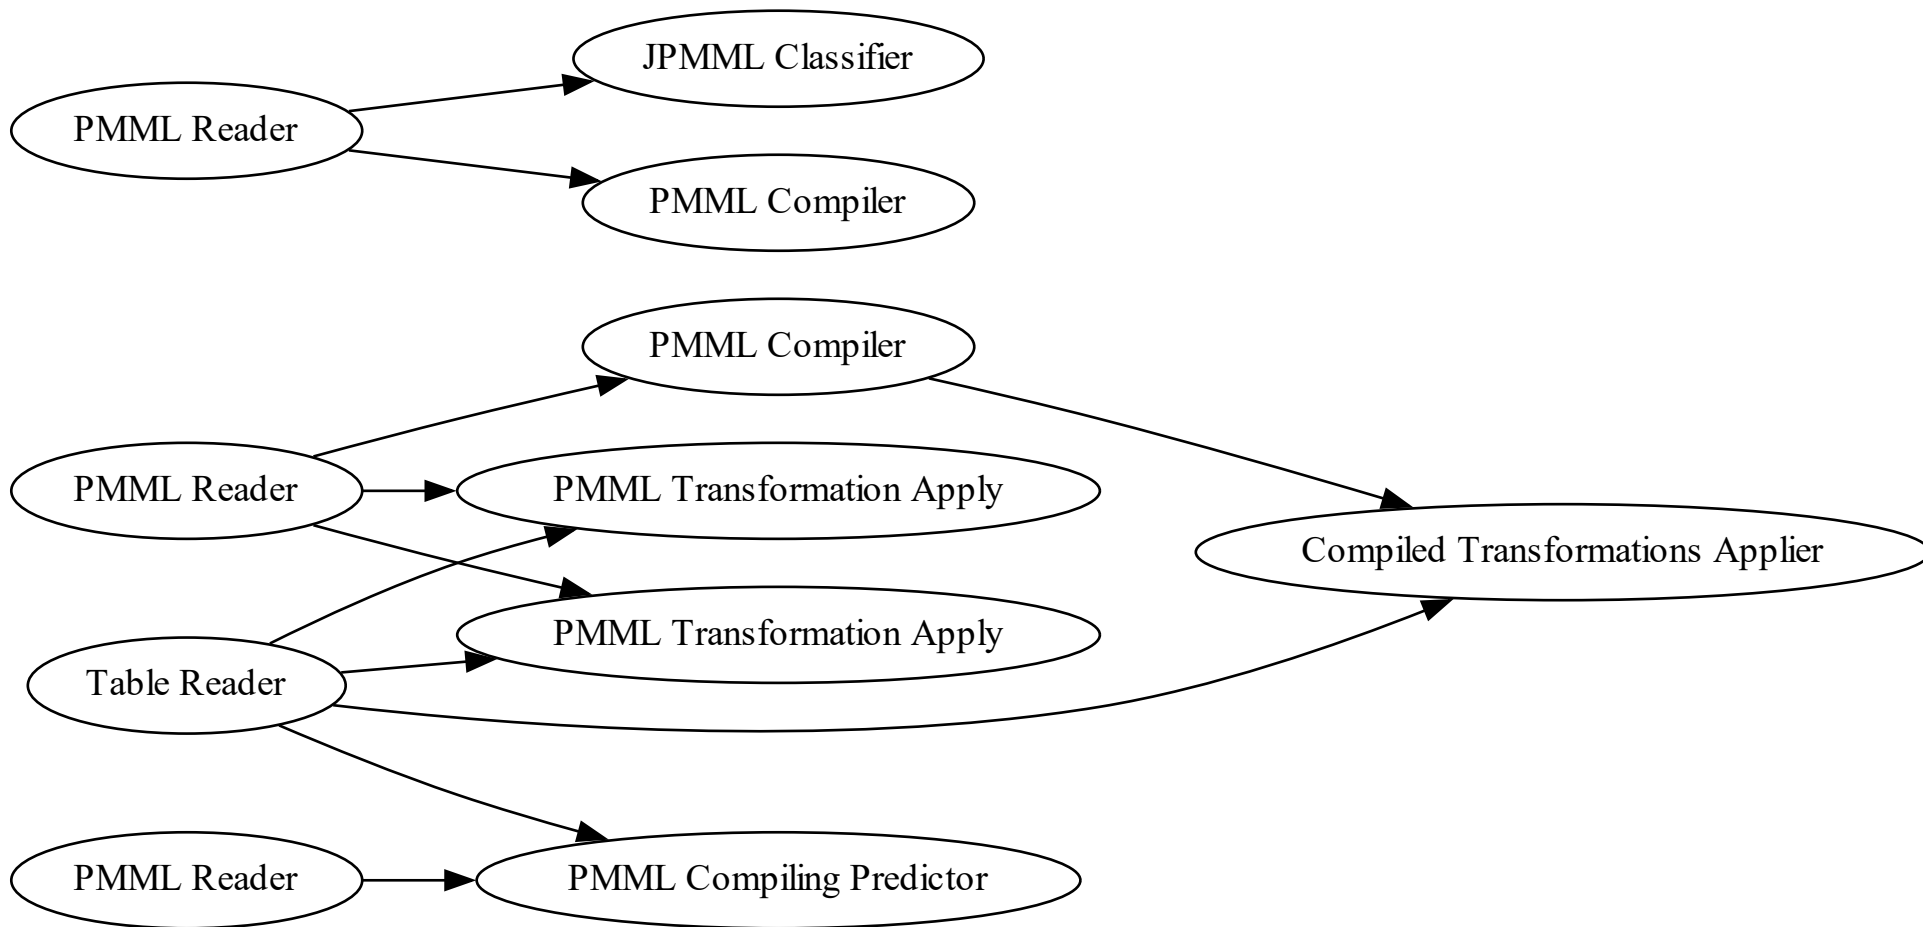 JPMML Classifier
PMML Reader
PMML Compiler
PMML Compiler
PMML Reader
PMML Transformation Apply
Compiled Transformations Applier
PMML Transformation Apply
Table Reader
PMML Reader
PMML Compiling Predictor